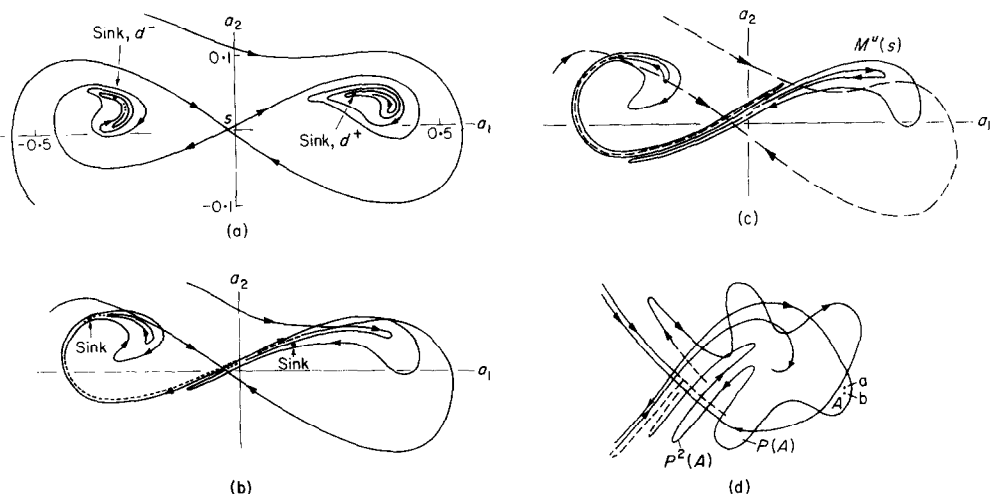 a₂
Sink, d⁻
0·1
s
Sink, d⁺
-0·5
0·5
a₁
-0·1
(a)
a₂
Mᵘ(s)
a₁
(c)
a₂
Sink
Sink
a₁
(b)
a
b
A
P(A)
P²(A)
(d)